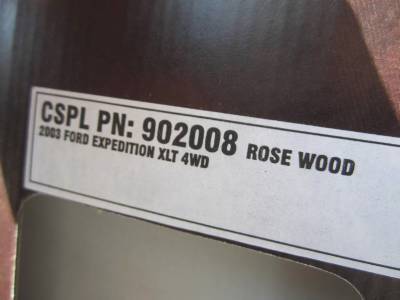 CSPL PN: 902008 ROSE WOOD
2003 FORD EXPEDITION XLT 4WD